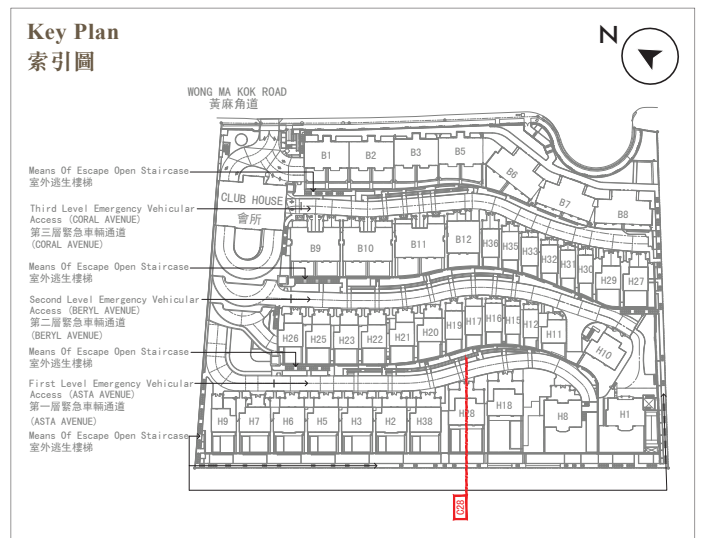 Key Plan
索引圖
N
WONG MA KOK ROAD
黃麻角道
B1 B2 B3 B5
B6 B7 B8
Means Of Escape Open Staircase
室外逃生樓梯
CLUB HOUSE
會所
Third Level Emergency Vehicular
Access (CORAL AVENUE)
第三層緊急車輛通道
(CORAL AVENUE)
B9 B10 B11 B12 H36 H35 H33 H32 H31 H30 H29 H27
Means Of Escape Open Staircase
室外逃生樓梯
Second Level Emergency Vehicular
Access (BERYL AVENUE)
第二層緊急車輛通道
(BERYL AVENUE)
H26 H25 H23 H22 H21 H20 H19 H17 H16 H15 H12 H11 H10
Means Of Escape Open Staircase
室外逃生樓梯
First Level Emergency Vehicular
Access (ASTA AVENUE)
第一層緊急車輛通道
(ASTA AVENUE)
H9 H7 H6 H5 H3 H2 H38 H28 H18 H8 H1
Means Of Escape Open Staircase
室外逃生樓梯
C28